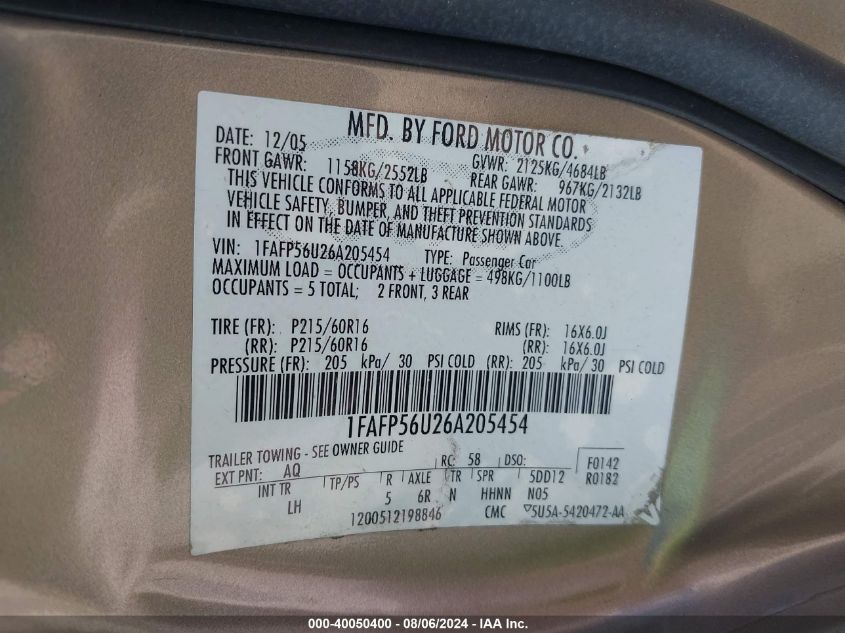 MFD. BY FORD MOTOR CO.
DATE: 12/05 GVWR: 2125KG/4684LB
FRONT GAWR: 1158KG/2552LB REAR GAWR: 967KG/2132LB
THIS VEHICLE CONFORMS TO ALL APPLICABLE FEDERAL MOTOR
VEHICLE SAFETY, BUMPER, AND THEFT PREVENTION STANDARDS
IN EFFECT ON THE DATE OF MANUFACTURE SHOWN ABOVE.
VIN: 1FAFP56U26A205454 TYPE: Passenger Car
MAXIMUM LOAD = OCCUPANTS + LUGGAGE = 498KG/1100LB
OCCUPANTS = 5 TOTAL; 2 FRONT, 3 REAR
TIRE (FR): P215/60R16 RIMS (FR): 16X6.0J
(RR): P215/60R16 (RR): 16X6.0J
PRESSURE (FR): 205 kPa/ 30 PSI COLD (RR): 205 kPa/ 30 PSI COLD
1FAFP56U26A205454
TRAILER TOWING - SEE OWNER GUIDE
EXT PNT: AQ RC: 58 DSO: F0142
INT TR TP/PS R AXLE TR SPR 5DD12 R0182
LH 5 6R N HHNN N05
1200512198846 CMC 5U5A-5420472-AA
000-40050400 - 08/06/2024 - IAA Inc.